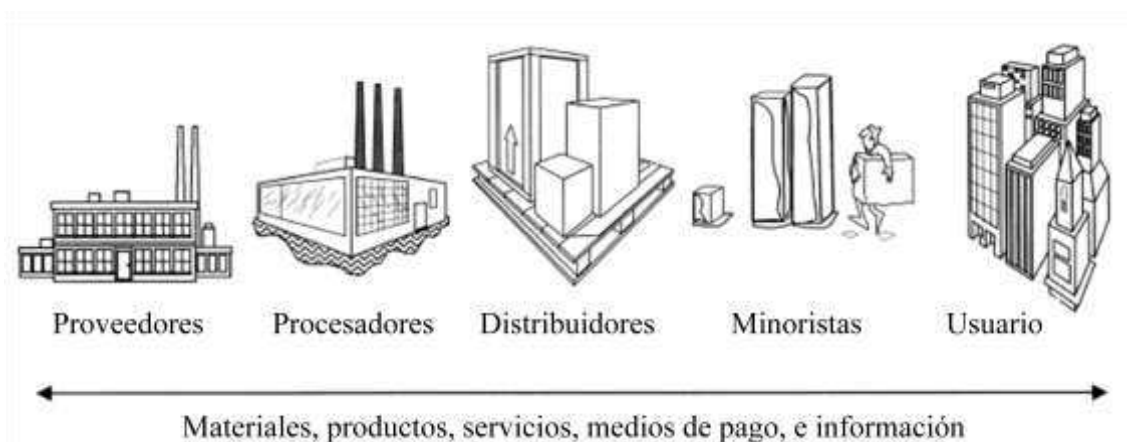 Proveedores Procesadores Distribuidores Minoristas Usuario
Materiales, productos, servicios, medios de pago, e información